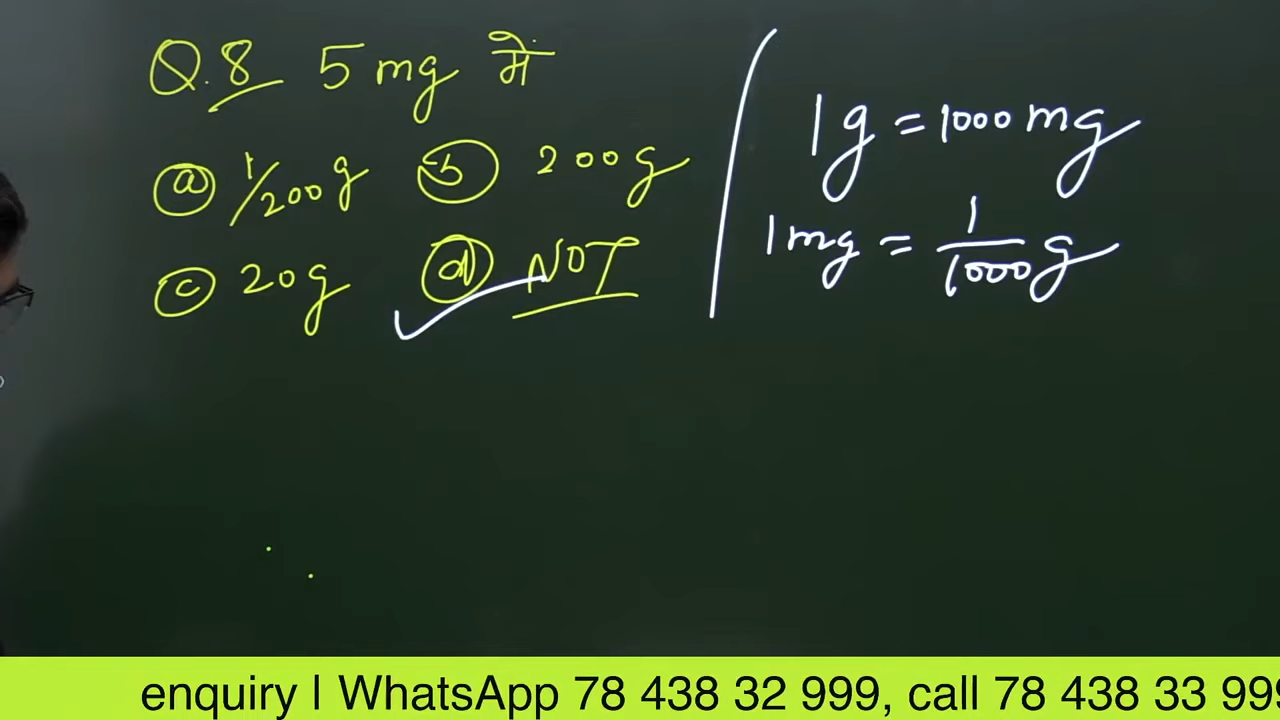 Q.8 5 mg में
(a) 1/200 g (b) 200 g
(c) 20 g (d) NOT
1 g = 1000 mg
1 mg = 1/1000 g
enquiry | WhatsApp 78 438 32 999, call 78 438 33 999